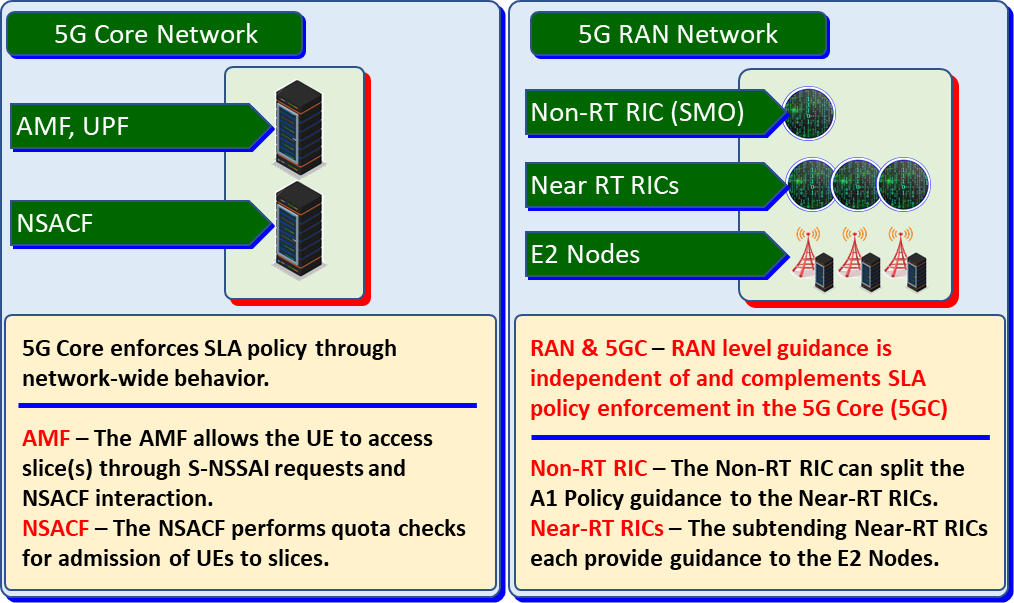 5G Core Network
AMF, UPF
NSACF
5G Core enforces SLA policy through
network-wide behavior.
AMF – The AMF allows the UE to access
slice(s) through S-NSSAI requests and
NSACF interaction.
NSACF – The NSACF performs quota checks
for admission of UEs to slices.
5G RAN Network
Non-RT RIC (SMO)
Near RT RICs
E2 Nodes
RAN & 5GC – RAN level guidance is
independent of and complements SLA
policy enforcement in the 5G Core (5GC)
Non-RT RIC – The Non-RT RIC can split the
A1 Policy guidance to the Near-RT RICs.
Near-RT RICs – The subtending Near-RT RICs
each provide guidance to the E2 Nodes.